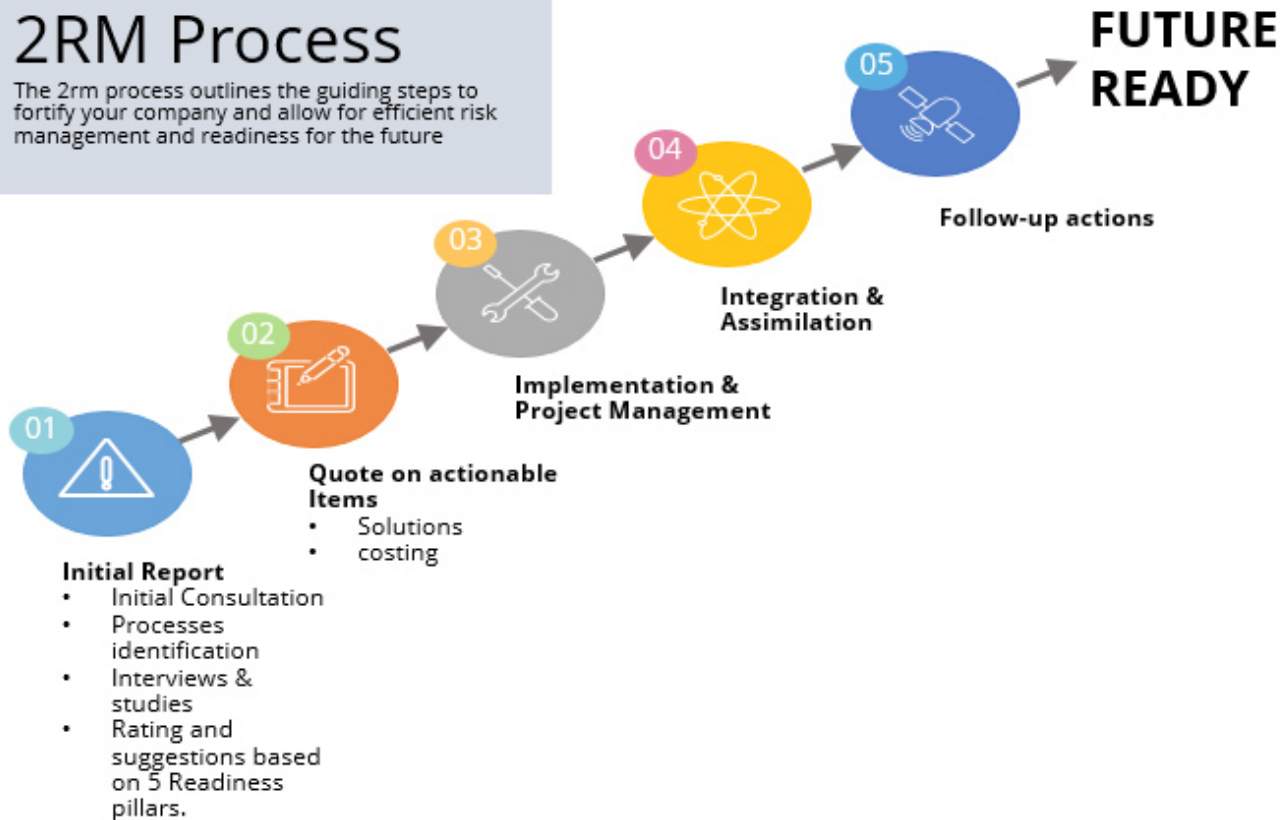 2RM Process
The 2rm process outlines the guiding steps to
fortify your company and allow for efficient risk
management and readiness for the future
FUTURE
READY
05
Follow-up actions
04
Integration &
Assimilation
03
Implementation &
Project Management
02
Quote on actionable
Items
• Solutions
• costing
01
Initial Report
• Initial Consultation
• Processes
identification
• Interviews &
studies
• Rating and
suggestions based
on 5 Readiness
pillars.